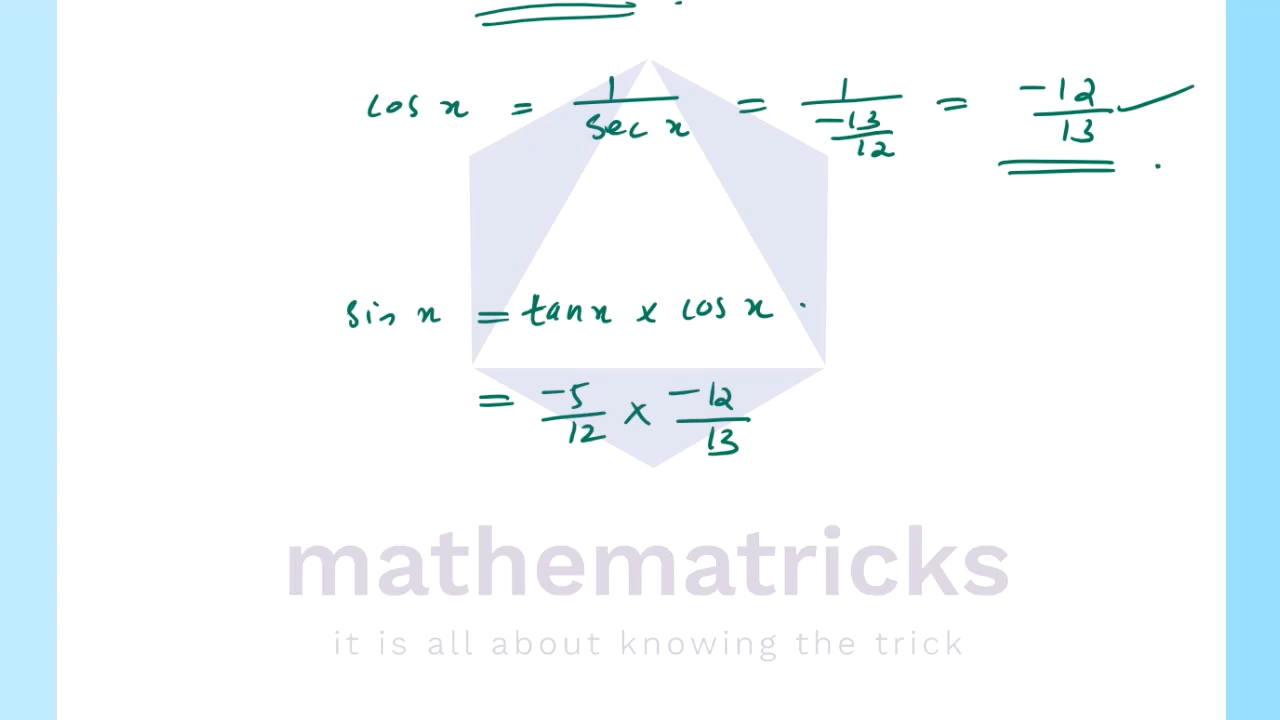 cos x = 1/sec x = 1/(-13/12) = -12/13 ✓ .
sin x = tan x × cos x .
= -5/12 × -12/13
mathematricks
it is all about knowing the trick